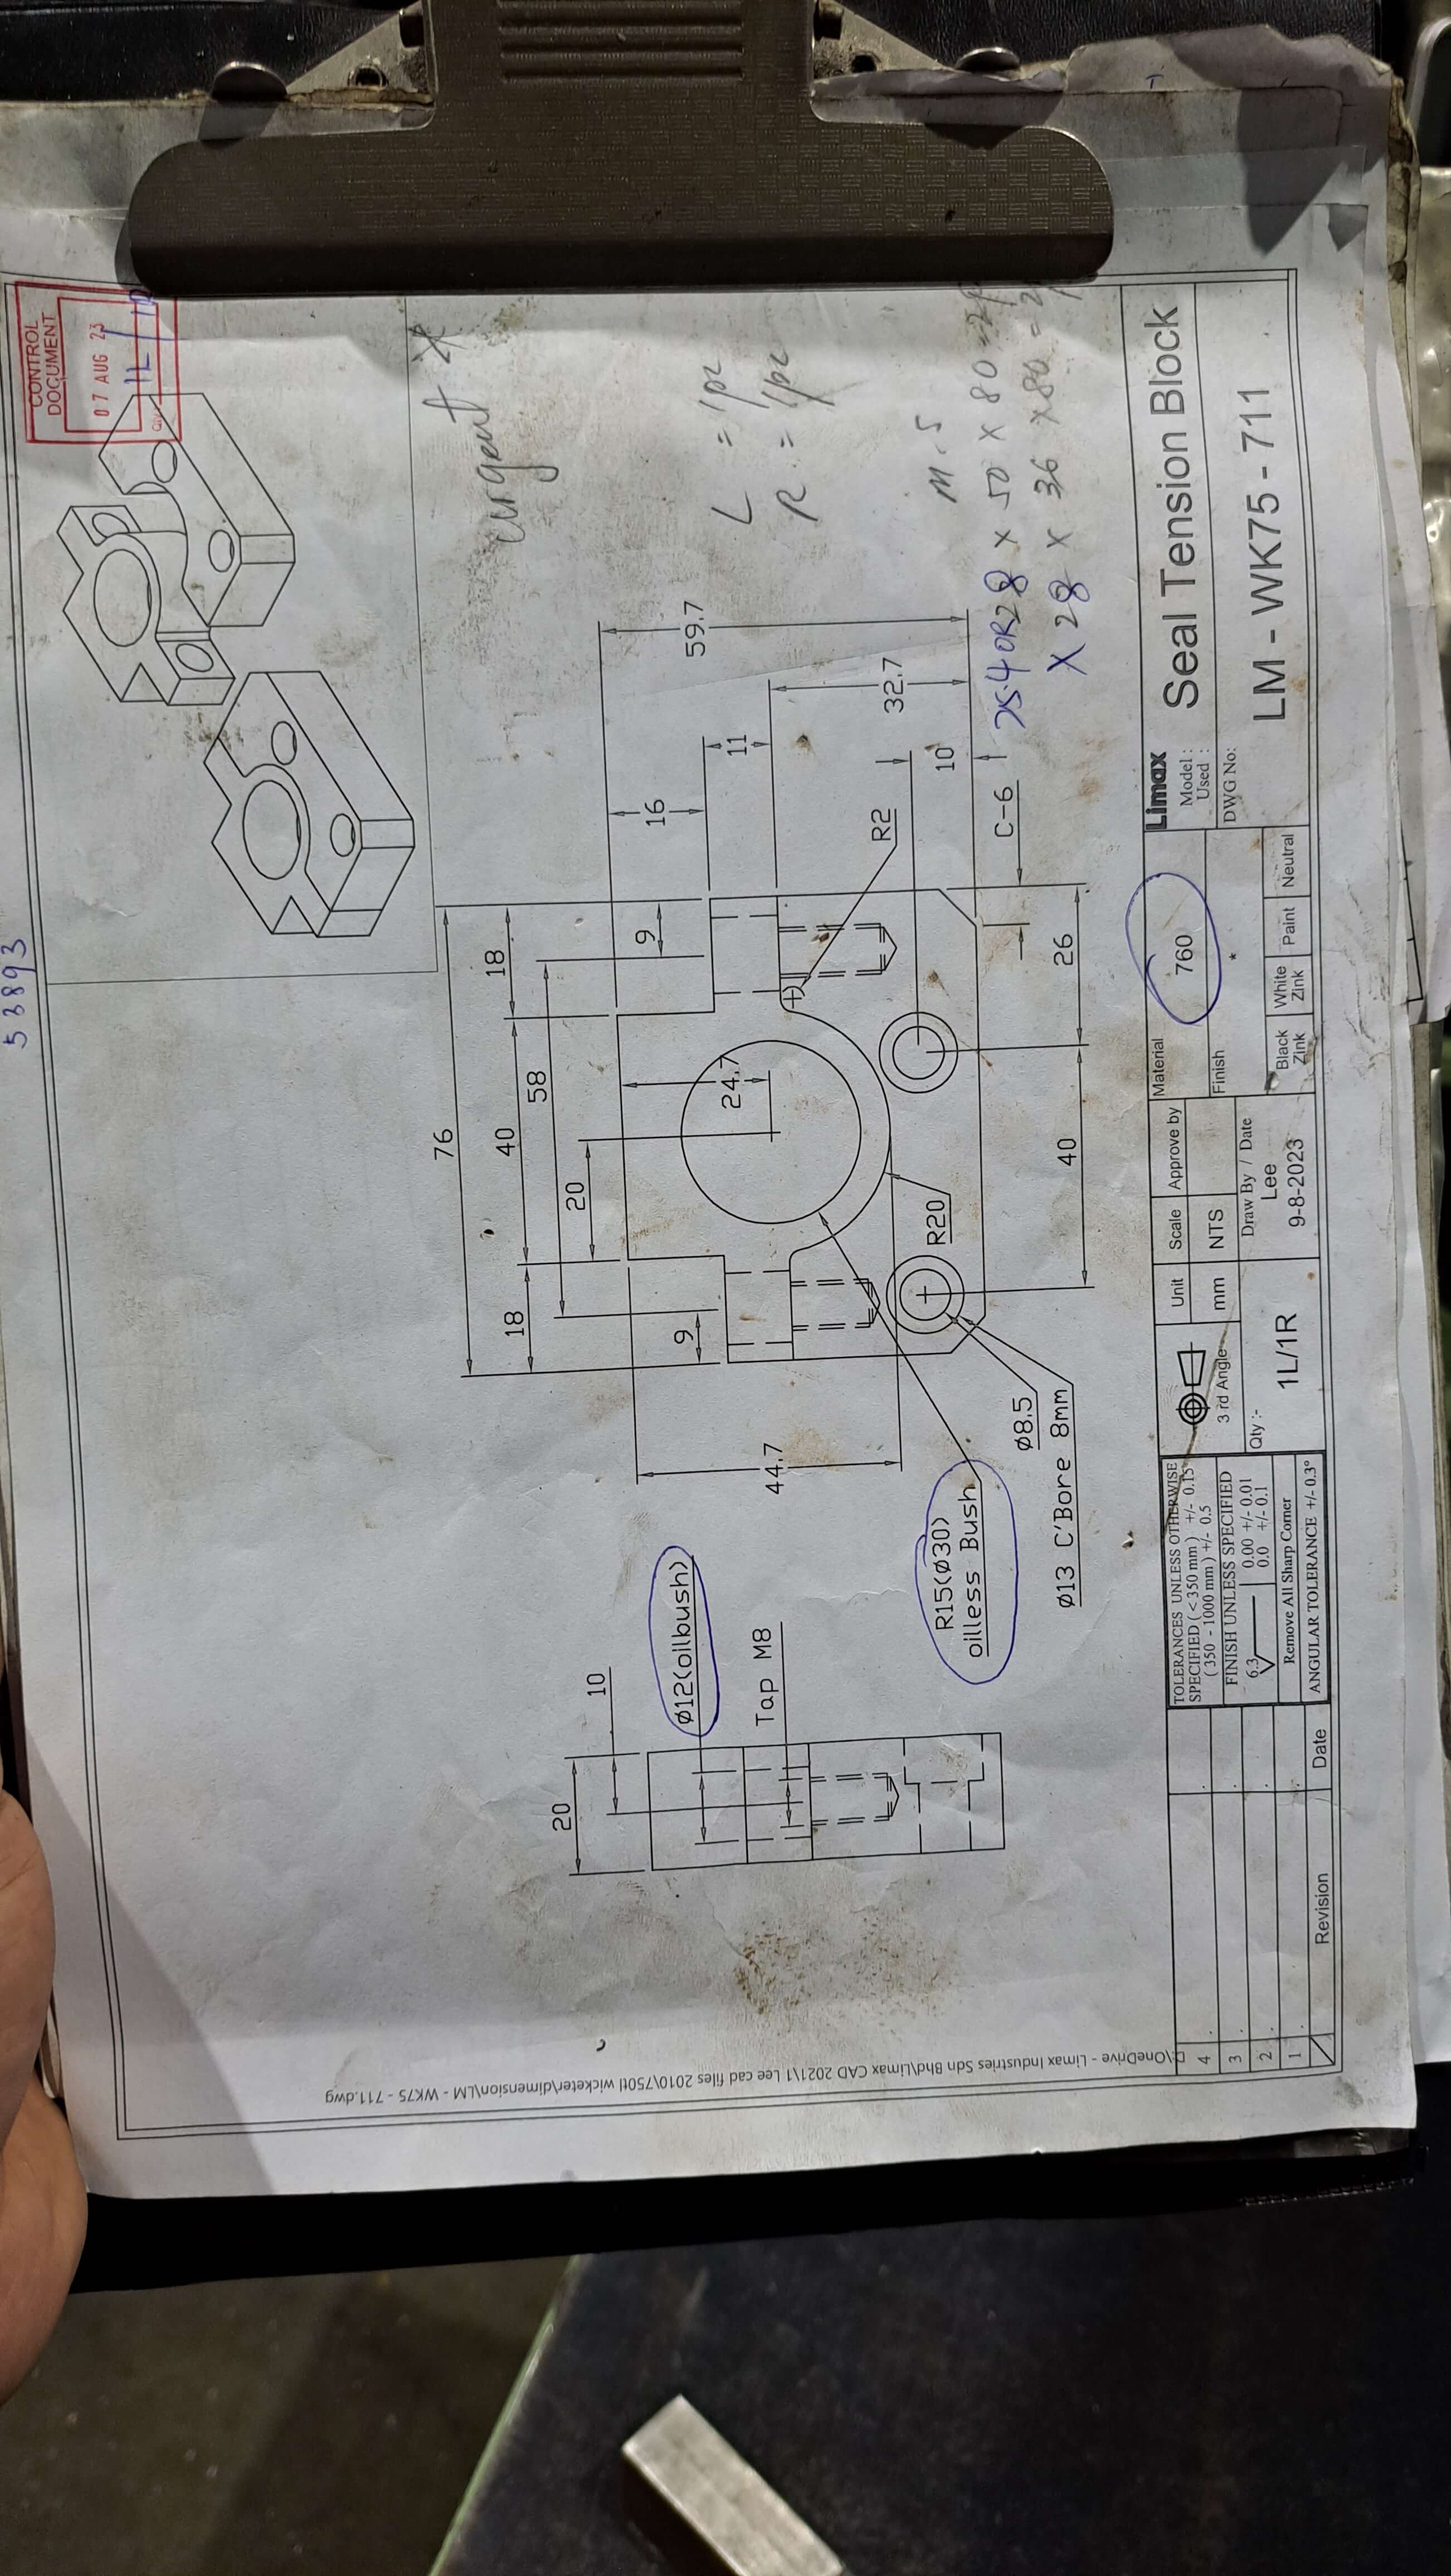 53893
CONTROL
DOCUMENT
07 AUG 23
QTY
1L/1R
urgent *
L = 1pc
R = 1pc
M.S
25.4 OR 28 x 50 x 80
X 28 x 36 x 80
76
18
40
18
58
9
20
9
16
11
59.7
32.7
10
24.7
R2
C-6
26
40
44.7
R20
Ø8.5
Ø13 C'Bore 8mm
R15(Ø30)
oilless Bush
20
10
Ø12(oilbush)
Tap M8
D:\OneDrive - Limax Industries Sdn Bhd\Limax CAD 2021\1 Lee cad files 2010\750tl wicketer\dimension\LM - WK75 - 711.dwg
4
3
2
1
Revision
Date
TOLERANCES UNLESS OTHERWISE
SPECIFIED ( < 350 mm ) +/- 0.15
( 350 - 1000 mm ) +/- 0.5
FINISH UNLESS SPECIFIED
6.3
0.00 +/- 0.01
0.0 +/- 0.1
Remove All Sharp Corner
ANGULAR TOLERANCE +/- 0.3°
3 rd Angle
Unit
mm
Scale
NTS
Approve by
Qty :-
1L/1R
Draw By / Date
Lee
9-8-2023
Material
760
Finish
*
Black Zink
White Zink
Paint
Neutral
Limax
Model :
Used :
Seal Tension Block
DWG No:
LM - WK75 - 711